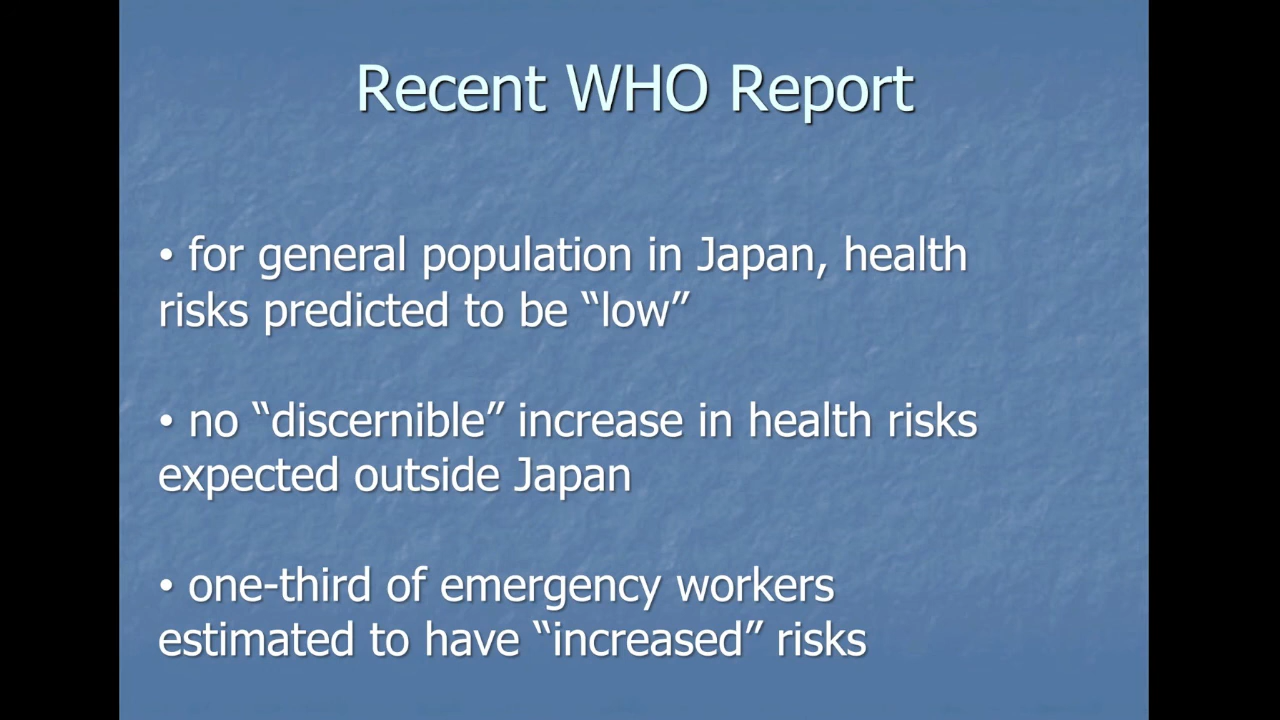 Recent WHO Report
• for general population in Japan, health
risks predicted to be “low”
• no “discernible” increase in health risks
expected outside Japan
• one-third of emergency workers
estimated to have “increased” risks